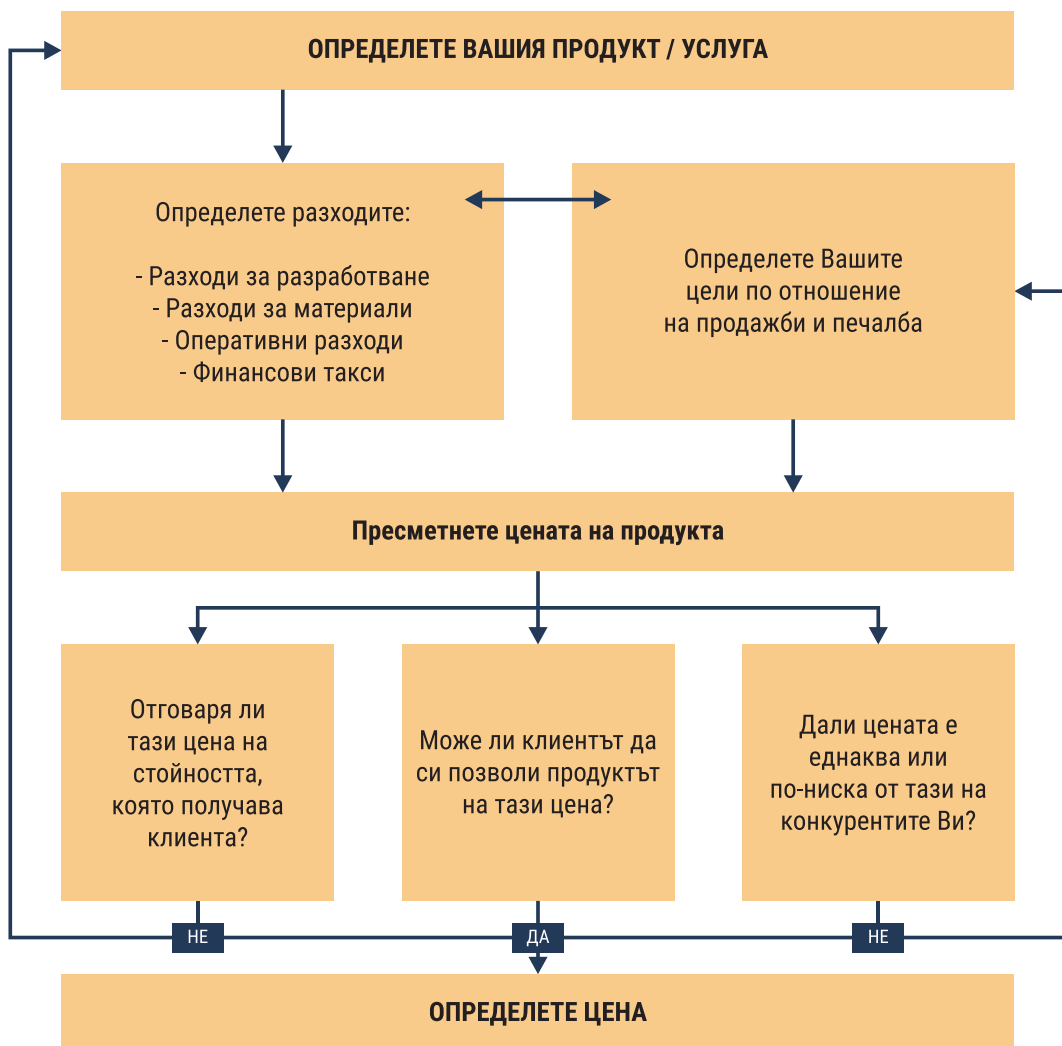 ОПРЕДЕЛЕТЕ ВАШИЯ ПРОДУКТ / УСЛУГА
Определете разходите:
- Разходи за разработване
- Разходи за материали
- Оперативни разходи
- Финансови такси
Определете Вашите
цели по отношение
на продажби и печалба
Пресметнете цената на продукта
Отговаря ли
тази цена на
стойността,
която получава
клиента?
Може ли клиентът да
си позволи продуктът
на тази цена?
Дали цената е
еднаква или
по-ниска от тази на
конкурентите Ви?
НЕ
ДА
НЕ
ОПРЕДЕЛЕТЕ ЦЕНА